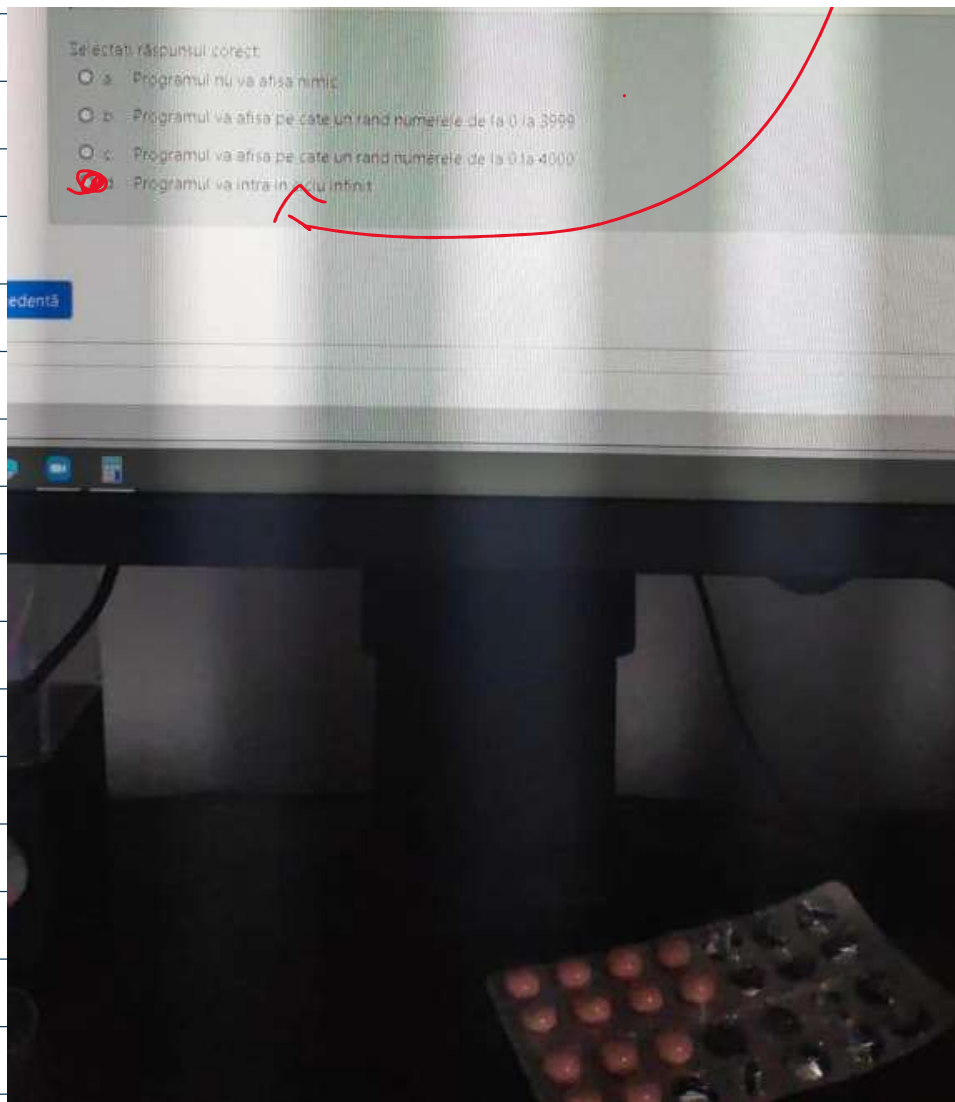 Selectați răspunsul corect:
a. Programul nu va afisa nimic
b. Programul va afisa pe cate un rand numerele de la 0 la 3999
c. Programul va afisa pe cate un rand numerele de la 0 la 4000
d. Programul va intra in ciclu infinit
edentă